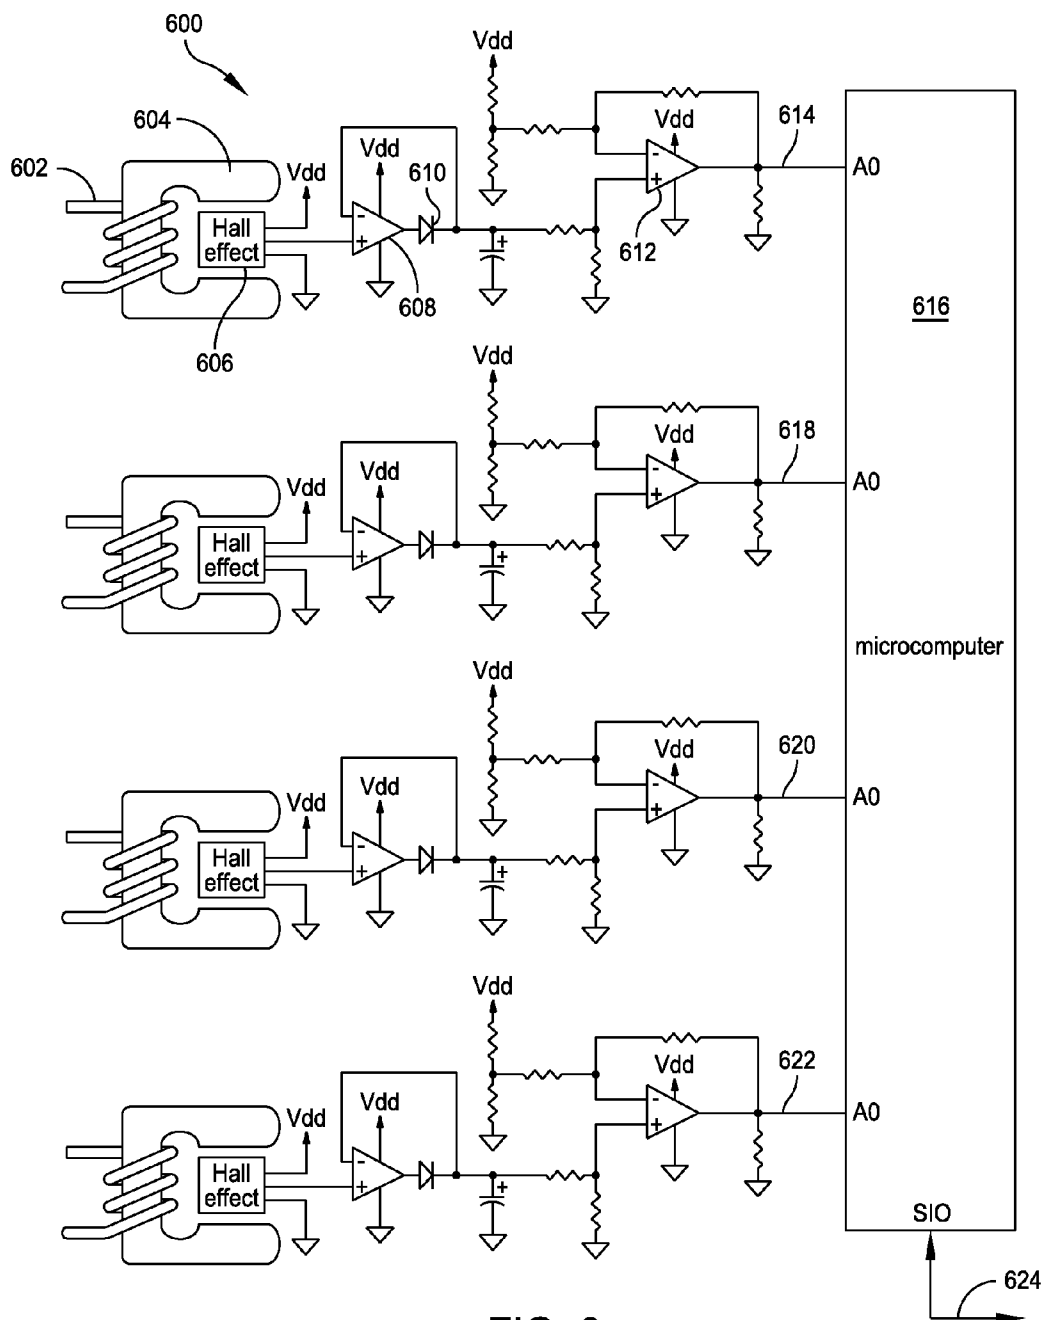 600
Vdd
604
614
602
Vdd
Vdd
610
Vdd
A0
Hall
effect
-
+
-
+
+
612
608
616
606
Vdd
618
Vdd
Vdd
Vdd
A0
Hall
effect
-
+
-
+
+
microcomputer
Vdd
620
Vdd
Vdd
Vdd
A0
Hall
effect
-
+
-
+
+
Vdd
622
Vdd
Vdd
Vdd
A0
Hall
effect
-
+
-
+
+
SIO
624